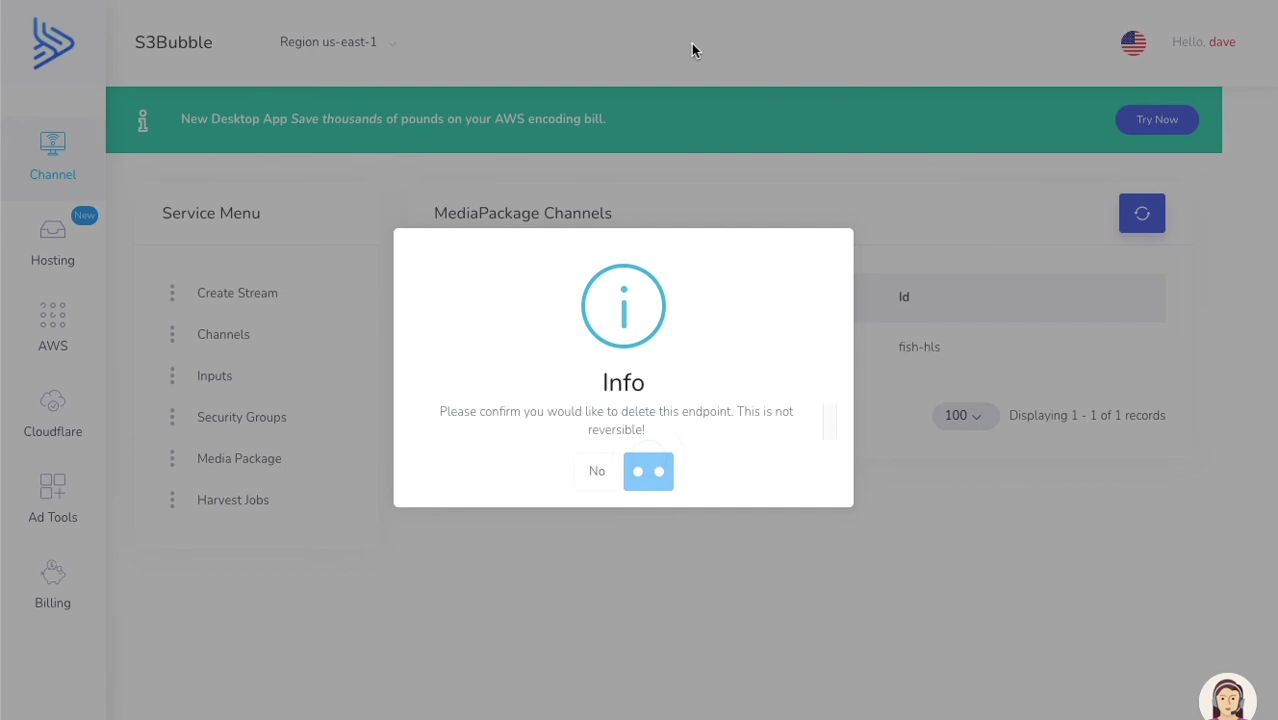 S3Bubble
Region us-east-1
Hello, dave
New Desktop App Save thousands of pounds on your AWS encoding bill.
Try Now
Channel
New
Hosting
AWS
Cloudflare
Ad Tools
Billing
Service Menu
Create Stream
Channels
Inputs
Security Groups
Media Package
Harvest Jobs
MediaPackage Channels
Id
fish-hls
100
Displaying 1 - 1 of 1 records
Info
Please confirm you would like to delete this endpoint. This is not
reversible!
No